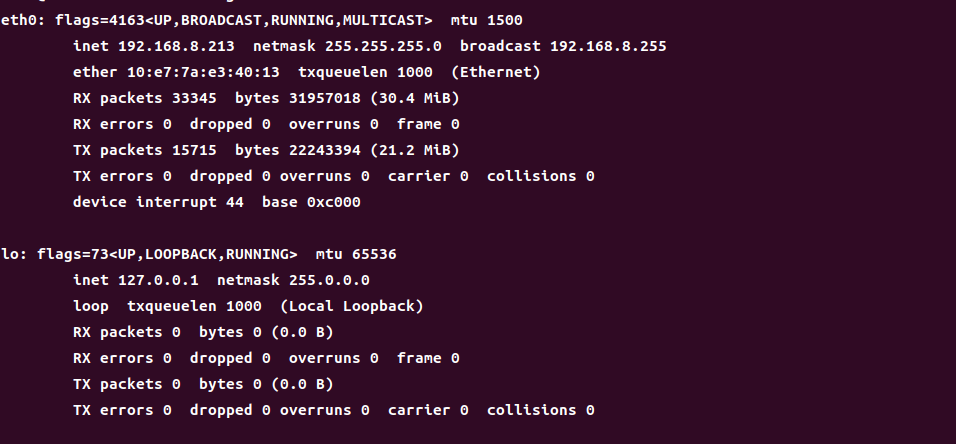 eth0: flags=4163<UP,BROADCAST,RUNNING,MULTICAST>  mtu 1500
        inet 192.168.8.213  netmask 255.255.255.0  broadcast 192.168.8.255
        ether 10:e7:7a:e3:40:13  txqueuelen 1000  (Ethernet)
        RX packets 33345  bytes 31957018 (30.4 MiB)
        RX errors 0  dropped 0  overruns 0  frame 0
        TX packets 15715  bytes 22243394 (21.2 MiB)
        TX errors 0  dropped 0 overruns 0  carrier 0  collisions 0
        device interrupt 44  base 0xc000

lo: flags=73<UP,LOOPBACK,RUNNING>  mtu 65536
        inet 127.0.0.1  netmask 255.0.0.0
        loop  txqueuelen 1000  (Local Loopback)
        RX packets 0  bytes 0 (0.0 B)
        RX errors 0  dropped 0  overruns 0  frame 0
        TX packets 0  bytes 0 (0.0 B)
        TX errors 0  dropped 0 overruns 0  carrier 0  collisions 0